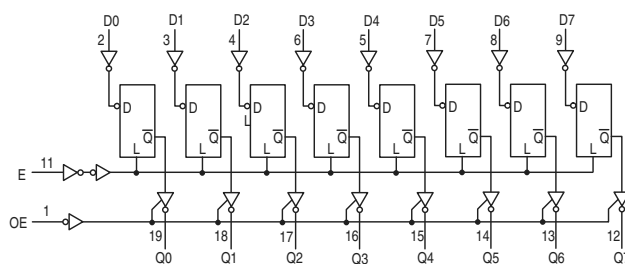 D0 D1 D2 D3 D4 D5 D6 D7
2 3 4 6 5 7 8 9
D D D D D D D D
L
Q Q Q Q Q Q Q Q
L L L L L L L
11
E
1
OE
19 18 17 16 15 14 13 12
Q0 Q1 Q2 Q3 Q4 Q5 Q6 Q7